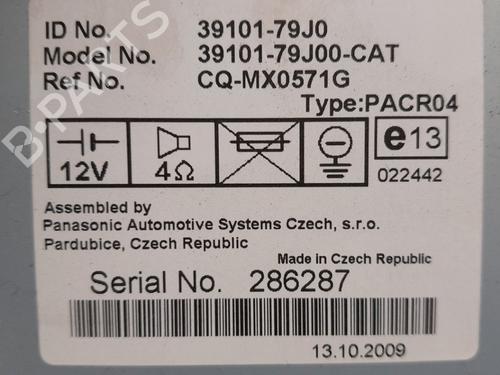 ID No. 39101-79J0
Model No. 39101-79J00-CAT
Ref No. CQ-MX0571G
Type:PACR04
12V
4Ω
e13
022442
Assembled by
Panasonic Automotive Systems Czech, s.r.o.
Pardubice, Czech Republic
Made in Czech Republic
Serial No. 286287
13.10.2009
B-PARTS